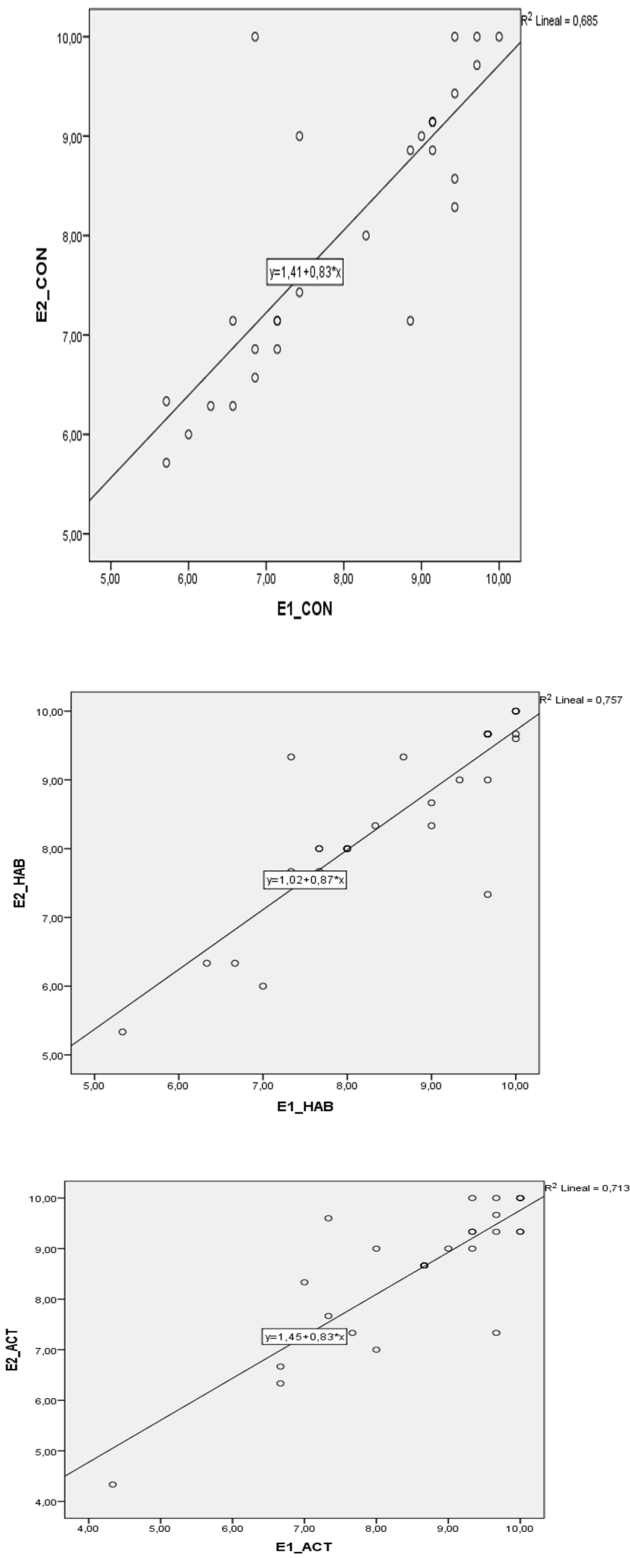 R² Lineal = 0,685
10,00
9,00
8,00
7,00
6,00
5,00
E2_CON
y=1,41+0,83*x
5,00 6,00 7,00 8,00 9,00 10,00
E1_CON
R² Lineal = 0,757
10,00
9,00
8,00
7,00
6,00
5,00
E2_HAB
y=1,02+0,87*x
5,00 6,00 7,00 8,00 9,00 10,00
E1_HAB
R² Lineal = 0,713
10,00
9,00
8,00
7,00
6,00
5,00
4,00
E2_ACT
y=1,45+0,83*x
4,00 5,00 6,00 7,00 8,00 9,00 10,00
E1_ACT